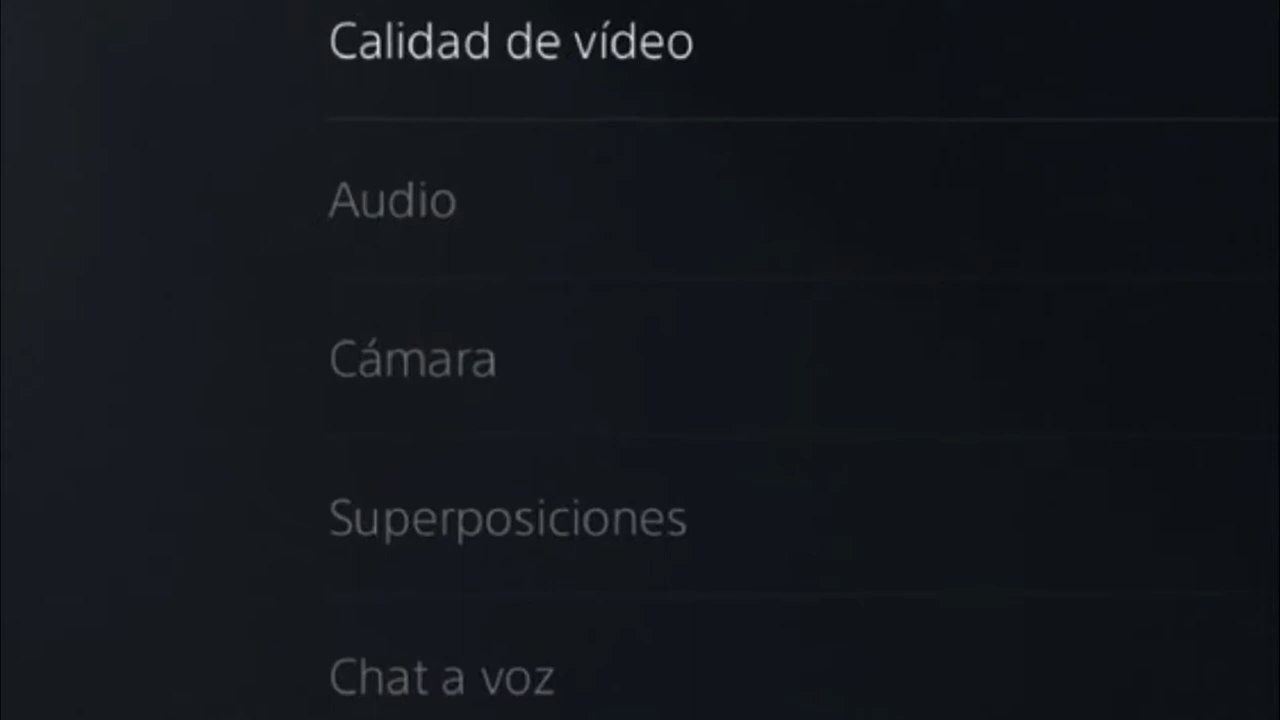 Calidad de vídeo
Audio
Cámara
Superposiciones
Chat a voz